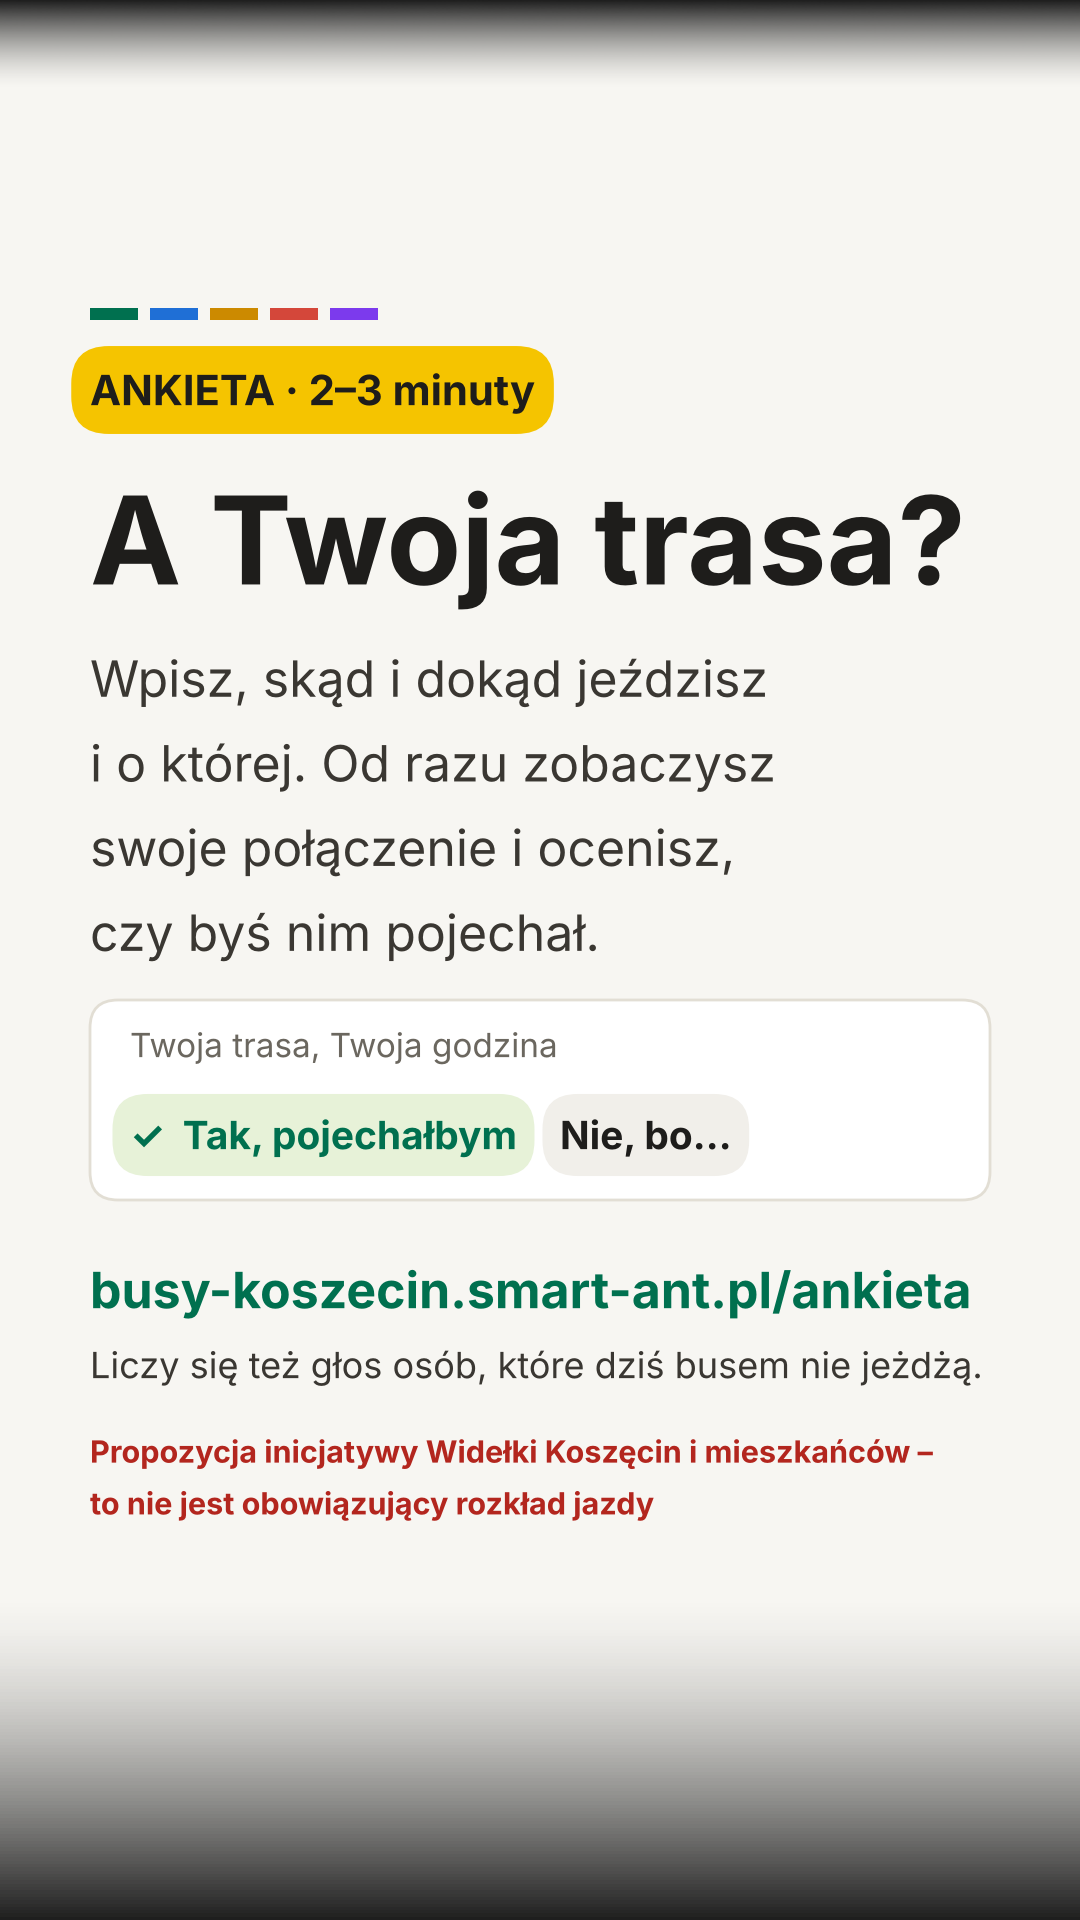 ANKIETA · 2–3 minuty
A Twoja trasa?
Wpisz, skąd i dokąd jeździsz
i o której. Od razu zobaczysz
swoje połączenie i ocenisz,
czy byś nim pojechał.
Twoja trasa, Twoja godzina
✓ Tak, pojechałbym Nie, bo...
busy-koszecin.smart-ant.pl/ankieta
Liczy się też głos osób, które dziś busem nie jeżdżą.
Propozycja inicjatywy Widełki Koszęcin i mieszkańców –
to nie jest obowiązujący rozkład jazdy